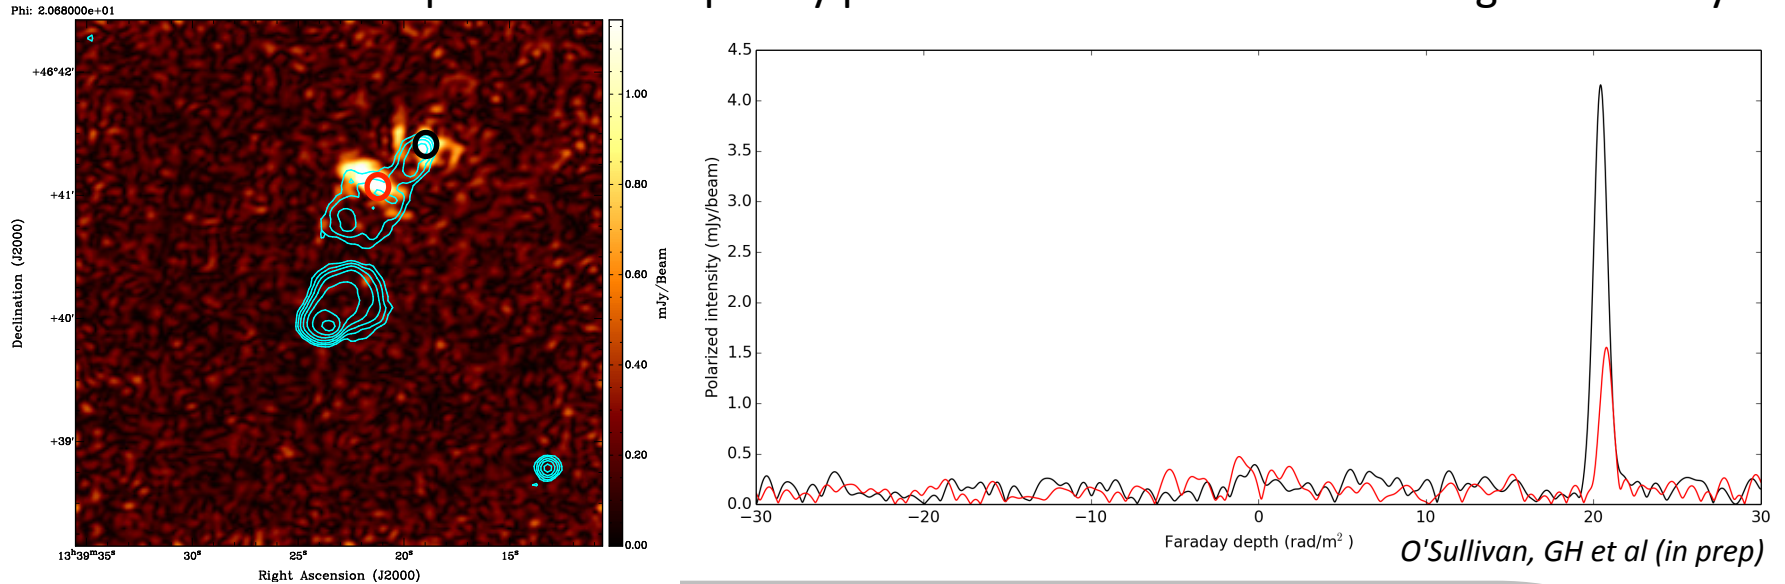 Phi: 2.068000e+01
+46°42'
+41'
+40'
+39'
Declination (J2000)
13ʰ39ᵐ35ˢ
30ˢ
25ˢ
20ˢ
15ˢ
Right Ascension (J2000)
1.00
0.80
0.60
0.40
0.20
0.00
mJy/Beam
4.5
4.0
3.5
3.0
2.5
2.0
1.5
1.0
0.5
0.0
Polarized intensity (mJy/beam)
−30
−20
−10
0
10
20
30
Faraday depth (rad/m² )
O'Sullivan, GH et al (in prep)